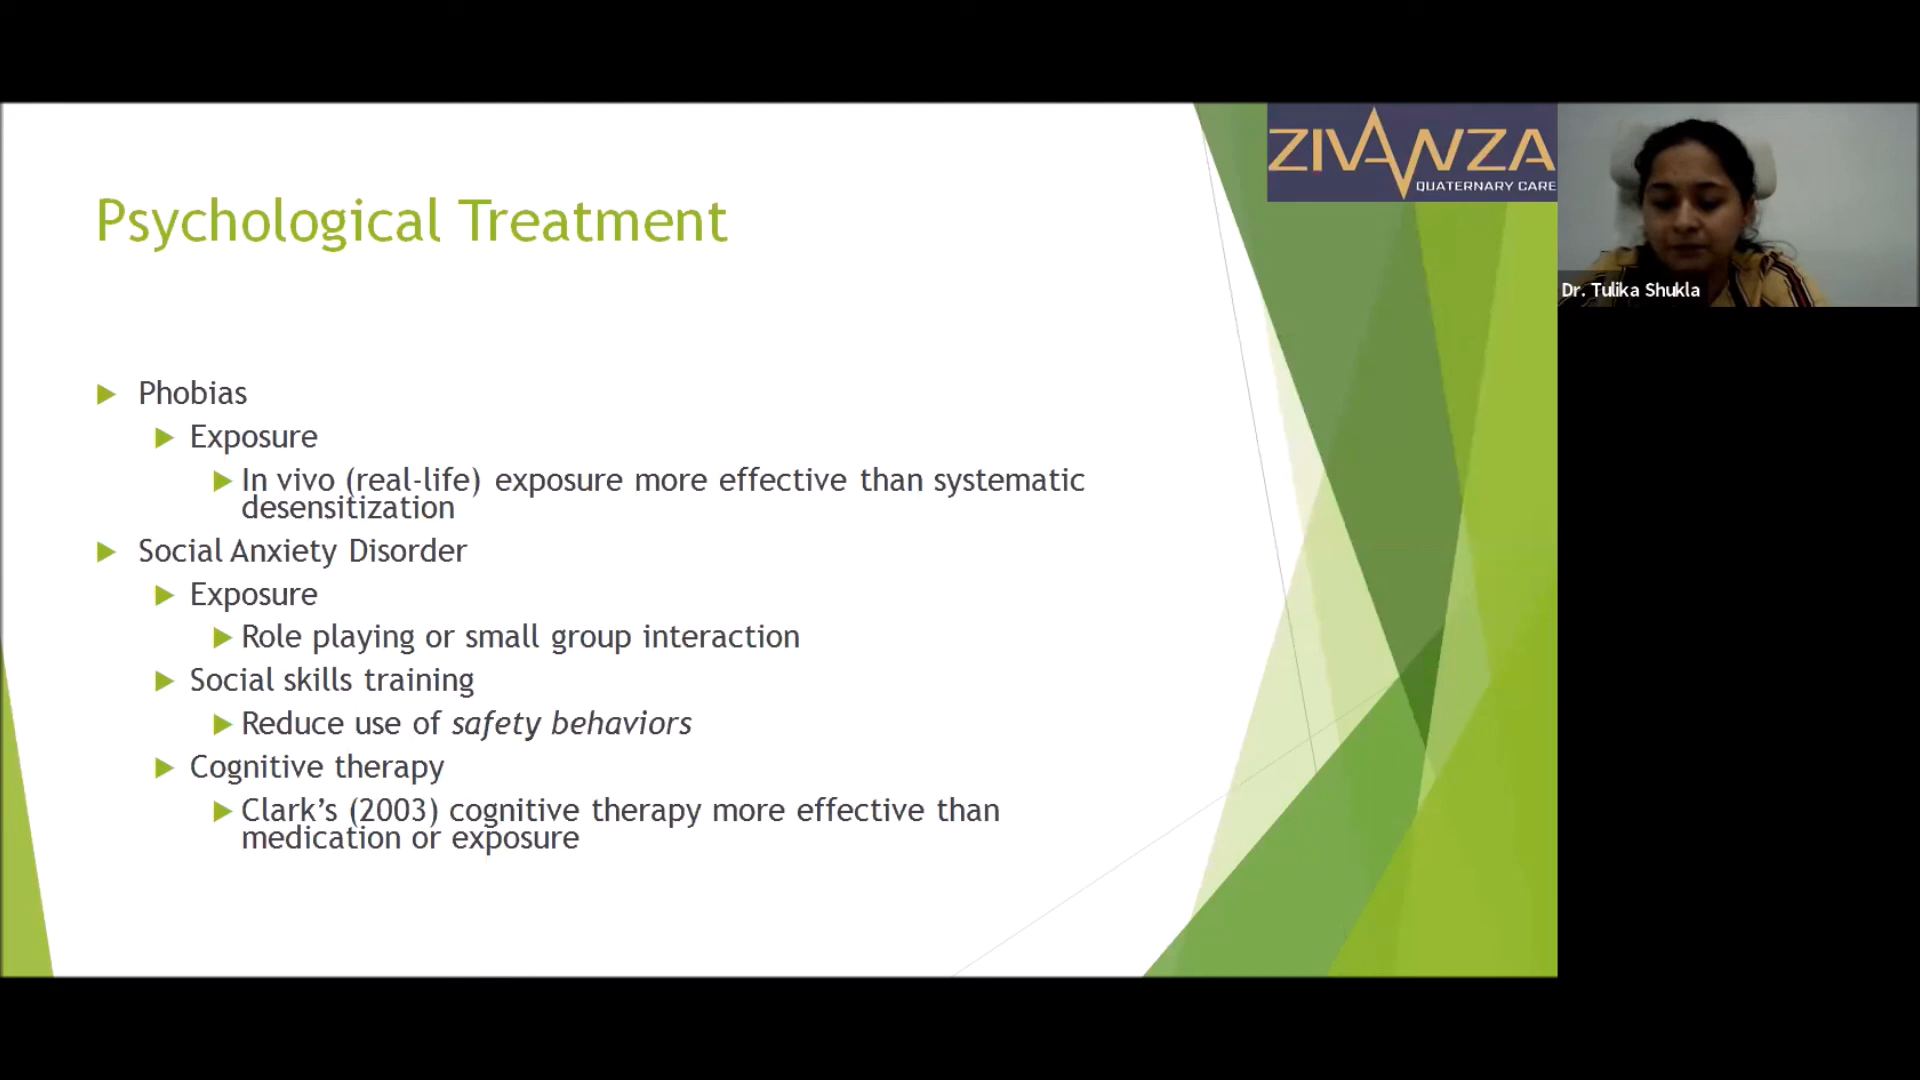 ZIVANZA
QUATERNARY CARE
Dr. Tulika Shukla
Psychological Treatment
Phobias
Exposure
In vivo (real-life) exposure more effective than systematic
desensitization
Social Anxiety Disorder
Exposure
Role playing or small group interaction
Social skills training
Reduce use of safety behaviors
Cognitive therapy
Clark’s (2003) cognitive therapy more effective than
medication or exposure